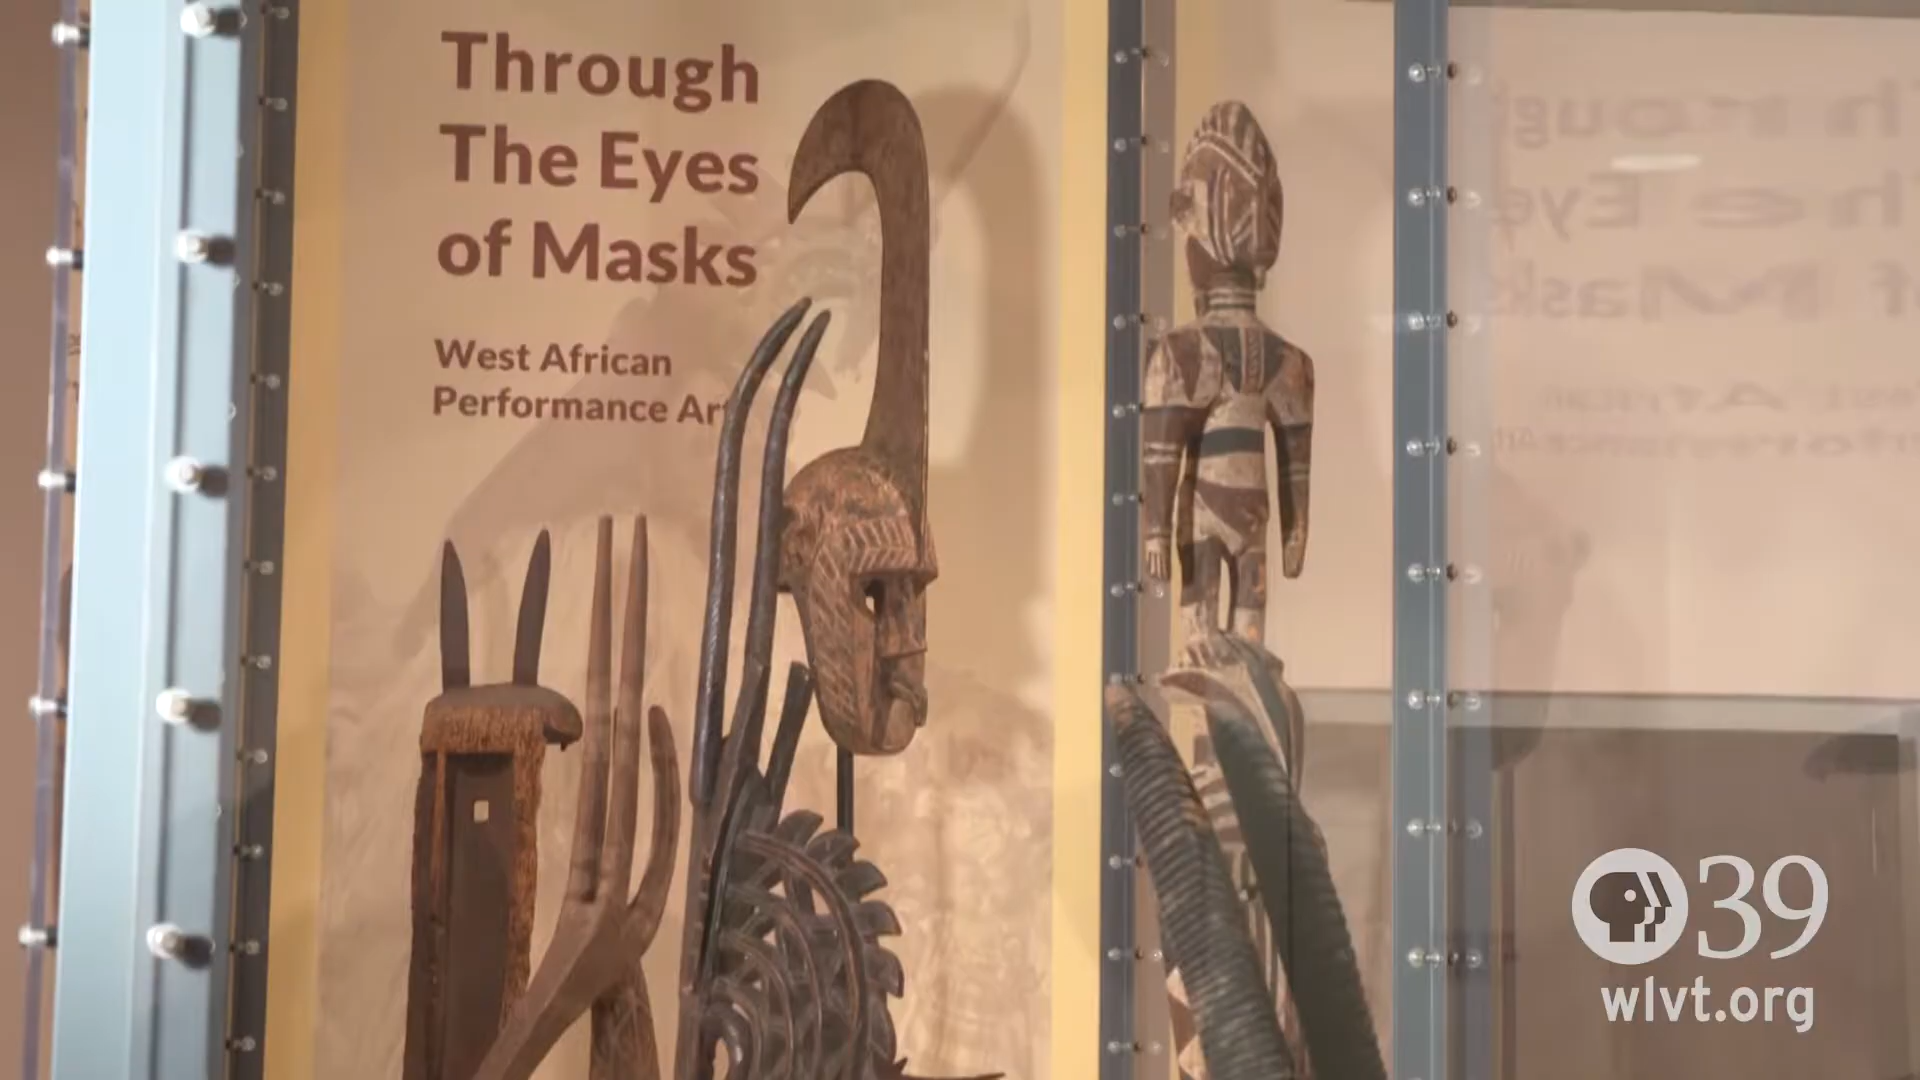 Through
The Eyes
of Masks
West African
Performance Art
39
wlvt.org